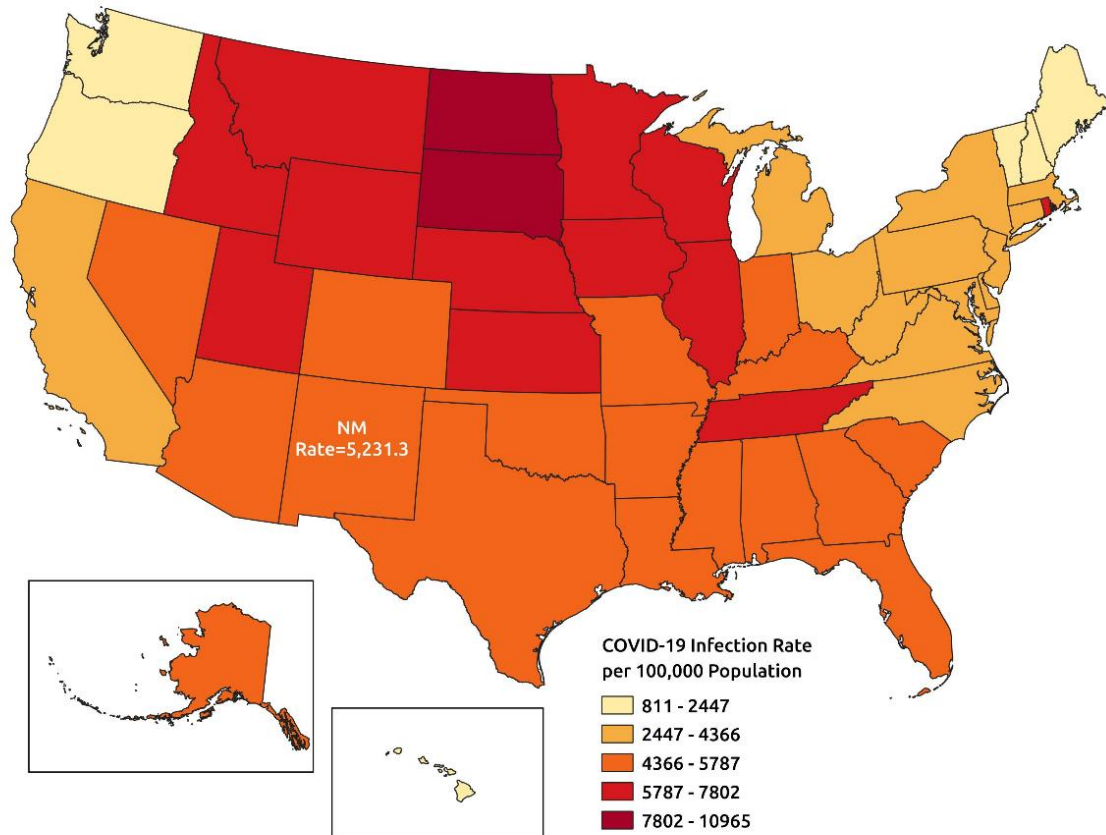 NM
Rate=5,231.3
COVID-19 Infection Rate
per 100,000 Population
811 - 2447
2447 - 4366
4366 - 5787
5787 - 7802
7802 - 10965